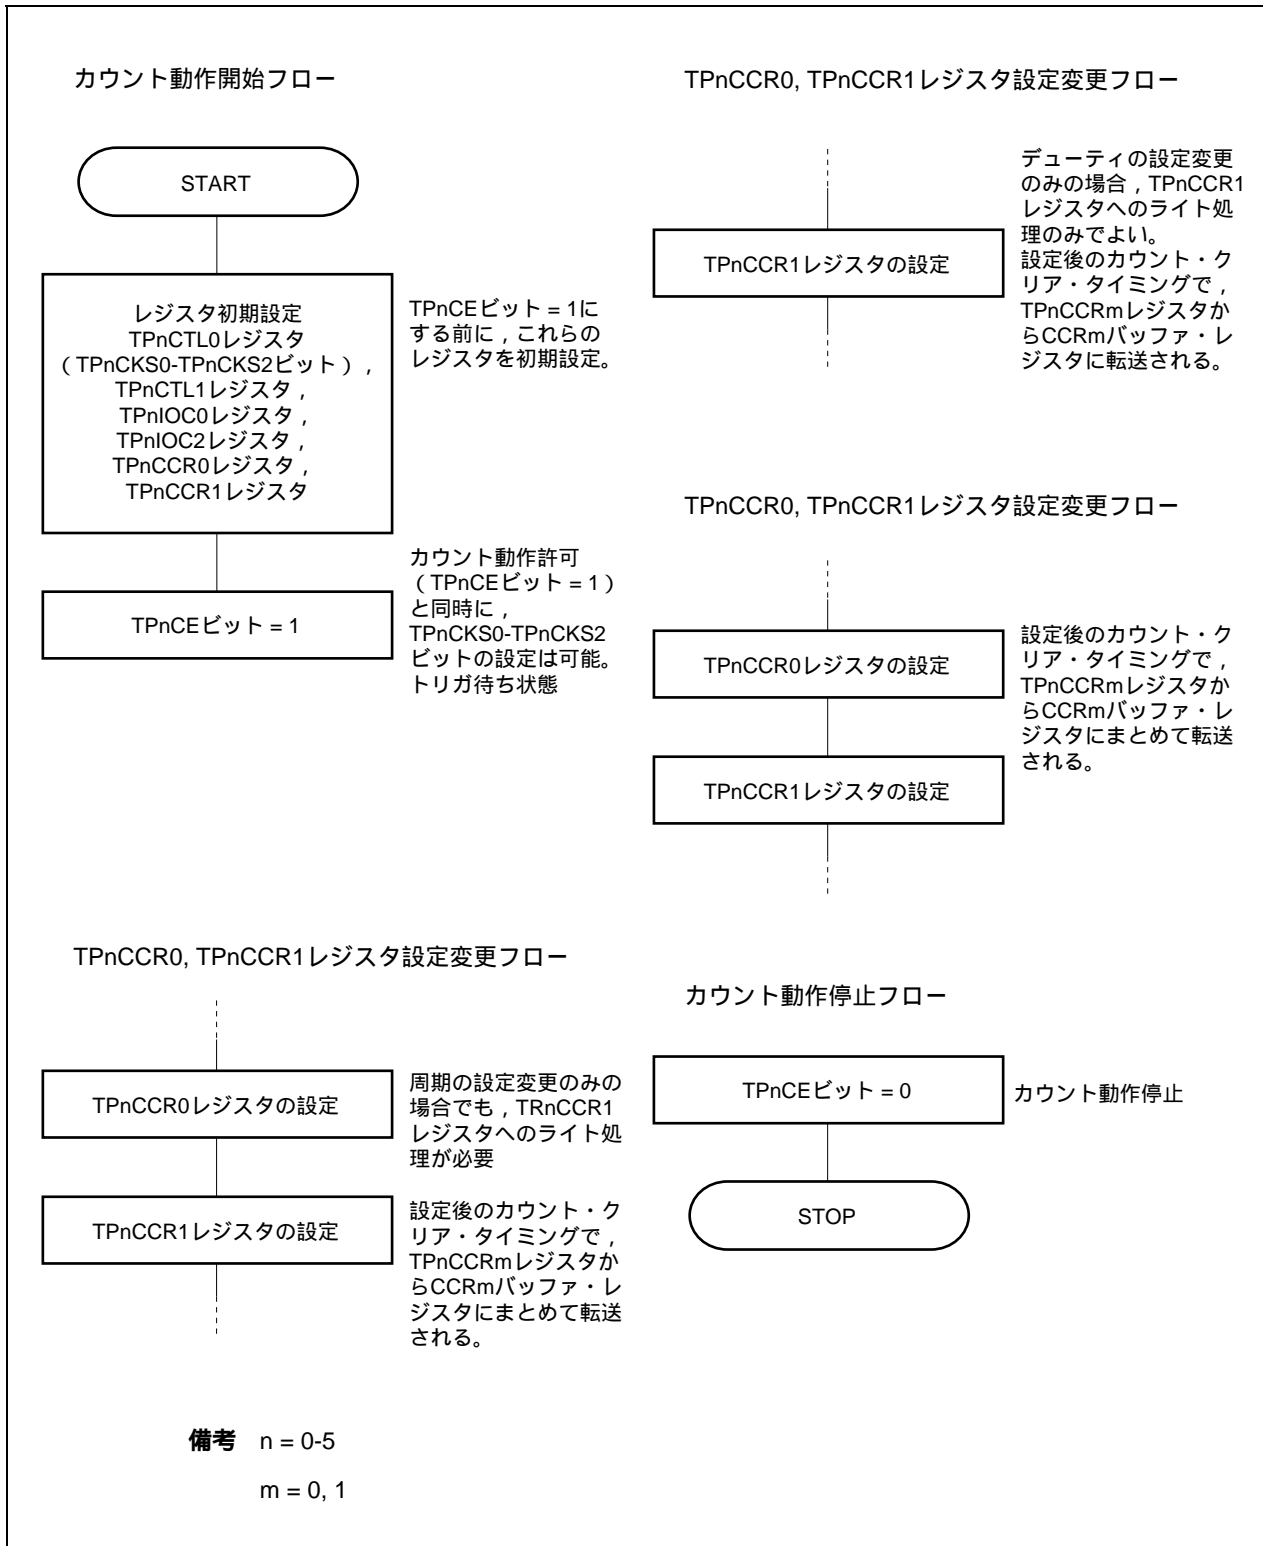 カウント動作開始フロー
START
レジスタ初期設定
TPnCTL0レジスタ
（TPnCKS0-TPnCKS2ビット），
TPnCTL1レジスタ，
TPnIOC0レジスタ，
TPnIOC2レジスタ，
TPnCCR0レジスタ，
TPnCCR1レジスタ
TPnCEビット = 1に
する前に，これらの
レジスタを初期設定。
TPnCEビット = 1
カウント動作許可
（TPnCEビット = 1）
と同時に，
TPnCKS0-TPnCKS2
ビットの設定は可能。
トリガ待ち状態
TPnCCR0, TPnCCR1レジスタ設定変更フロー
TPnCCR0レジスタの設定
周期の設定変更のみの
場合でも，TRnCCR1
レジスタへのライト処
理が必要
TPnCCR1レジスタの設定
設定後のカウント・ク
リア・タイミングで，
TPnCCRmレジスタか
らCCRmバッファ・レ
ジスタにまとめて転送
される。
TPnCCR0, TPnCCR1レジスタ設定変更フロー
TPnCCR1レジスタの設定
デューティの設定変更
のみの場合，TPnCCR1
レジスタへのライト処
理のみでよい。
設定後のカウント・ク
リア・タイミングで，
TPnCCRmレジスタか
らCCRmバッファ・レ
ジスタに転送される。
TPnCCR0, TPnCCR1レジスタ設定変更フロー
TPnCCR0レジスタの設定
TPnCCR1レジスタの設定
設定後のカウント・ク
リア・タイミングで，
TPnCCRmレジスタか
らCCRmバッファ・レ
ジスタにまとめて転送
される。
カウント動作停止フロー
TPnCEビット = 0
カウント動作停止
STOP
備考 n = 0-5
m = 0, 1